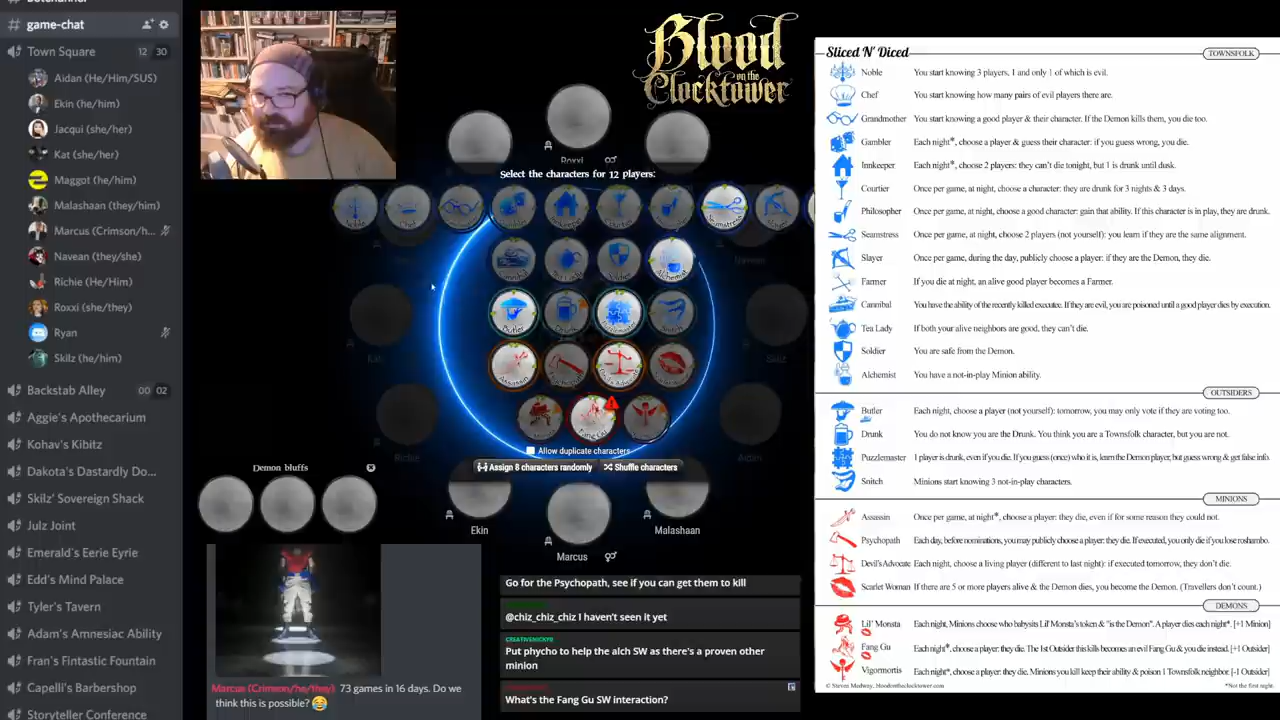 # game-chat
Town Square 12 30
Aidan (He/Him/SUS)
Ekin (he/him)
Jacqui (she/her)
Kat (she/her)
Maggot (he/him)
Malashaan (they/him)
Marcus (Crimson/h...
Navean (they/she)
Richie (He/Him)
Roxi (she/they)
Ryan
Skilz (he/him)
Backstab Alley 00 02
Aggie's Apothecarium
Kohav's Kibitz
Dakota's Dastardly Do...
Skilz' Sovereign Shack
Julz Joint
Emerald's Eerie Eyrie
Edd's Mind Palace
Tyler's Tavern
Adam's Amnesiac Ability
Fran's Fintastic Fountain
Barbershop
Storyteller Conference
Blood
on the
Clocktower
Roxxl
Select the characters for 12 players:
Butler
Kat
Skilz
Richie
Aidan
Allow duplicate characters
Assign 8 characters randomly
Shuffle characters
Demon bluffs
Ekin
Malashaan
Marcus
Marcus (Crimson/he/they) 73 games in 16 days. Do we
think this is possible? 😂
Go for the Psychopath, see if you can get them to kill
@chiz_chiz_chiz I haven't seen it yet
Put phycho to help the alch SW as there's a proven other
minion
What's the Fang Gu SW interaction?
Sliced N' Diced
TOWNSFOLK
Noble You start knowing 3 players, 1 and only 1 of which is evil.
Chef You start knowing how many pairs of evil players there are.
Grandmother You start knowing a good player & their character. If the Demon kills them, you die too.
Gambler Each night*, choose a player & guess their character: if you guess wrong, you die.
Innkeeper Each night*, choose 2 players: they can't die tonight, but 1 is drunk until dusk.
Courtier Once per game, at night, choose a character: they are drunk for 3 nights & 3 days.
Philosopher Once per game, at night, choose a good character: gain that ability. If this character is in play, they are drunk.
Seamstress Once per game, at night, choose 2 players (not yourself): you learn if they are the same alignment.
Slayer Once per game, during the day, publicly choose a player: if they are the Demon, they die.
Farmer If you die at night, an alive good player becomes a Farmer.
Cannibal You have the ability of the recently killed executee. If they are evil, you are poisoned until a good player dies by execution.
Tea Lady If both your alive neighbors are good, they can't die.
Soldier You are safe from the Demon.
Alchemist You have a not-in-play Minion ability.
OUTSIDERS
Butler Each night, choose a player (not yourself): tomorrow, you may only vote if they are voting too.
Drunk You do not know you are the Drunk. You think you are a Townsfolk character, but you are not.
Puzzlemaster 1 player is drunk, even if you die. If you guess (once) who it is, learn the Demon player, but guess wrong & get false info.
Snitch Minions start knowing 3 not-in-play characters.
MINIONS
Assassin Once per game, at night*, choose a player: they die, even if for some reason they could not.
Psychopath Each day, before nominations, you may publicly choose a player: they die. If executed, you only die if you lose roshambo.
Devil's Advocate Each night, choose a living player (different to last night): if executed tomorrow, they don't die.
Scarlet Woman If there are 5 or more players alive & the Demon dies, you become the Demon. (Travellers don't count.)
DEMONS
Lil' Monsta Each night, Minions choose who babysits Lil' Monsta's token & "is the Demon". A player dies each night*. [+1 Minion]
Fang Gu Each night*, choose a player: they die. The 1st Outsider this kills becomes an evil Fang Gu & you die instead. [+1 Outsider]
Vigormortis Each night*, choose a player: they die. Minions you kill keep their ability & poison 1 Townsfolk neighbor. [-1 Outsider]
© Steven Medway, bloodontheclocktower.com
*Not the first night.